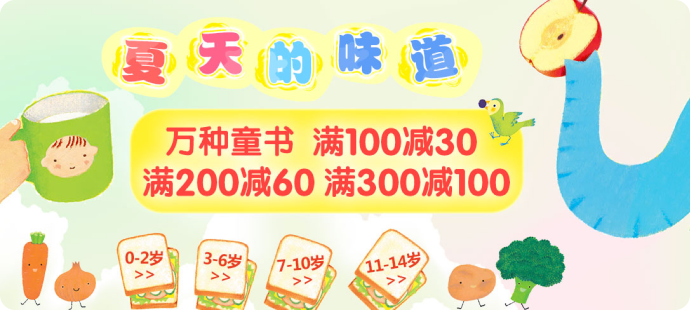 夏天的味道
万种童书 满100减30
满200减60 满300减100
0-2岁
>>
3-6岁
>>
7-10岁
>>
11-14岁
>>